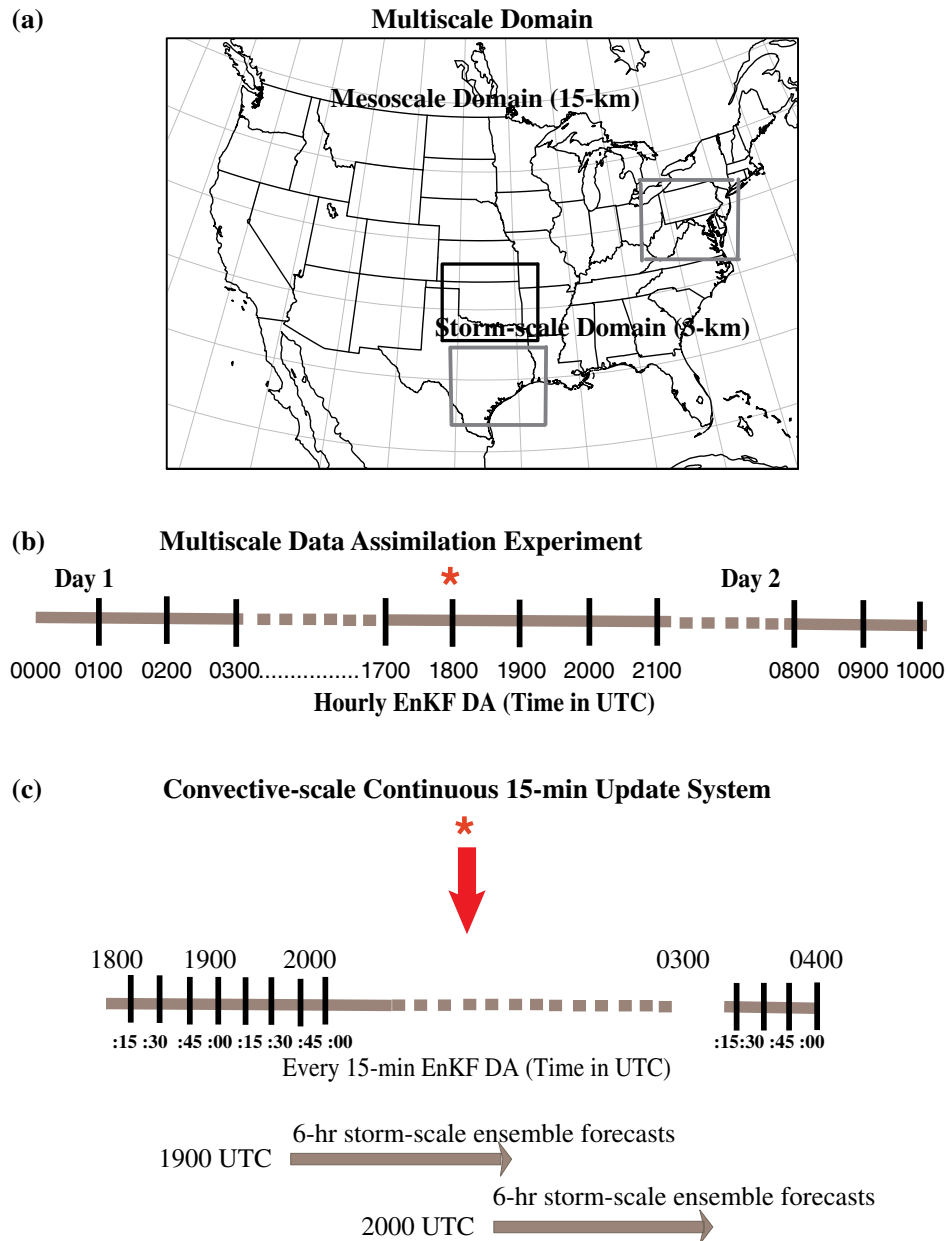 (a)
Multiscale Domain
Mesoscale Domain (15-km)
Storm-scale Domain (3-km)
(b)
Multiscale Data Assimilation Experiment
*
Day 1
Day 2
0000 0100 0200 0300...............1700 1800 1900 2000 2100 0800 0900 1000
Hourly EnKF DA (Time in UTC)
(c)
Convective-scale Continuous 15-min Update System
*
1800 1900 2000 0300 0400
:15 :30 :45 :00 :15 :30 :45 :00 :15:30 :45 :00
Every 15-min EnKF DA (Time in UTC)
6-hr storm-scale ensemble forecasts
1900 UTC
6-hr storm-scale ensemble forecasts
2000 UTC